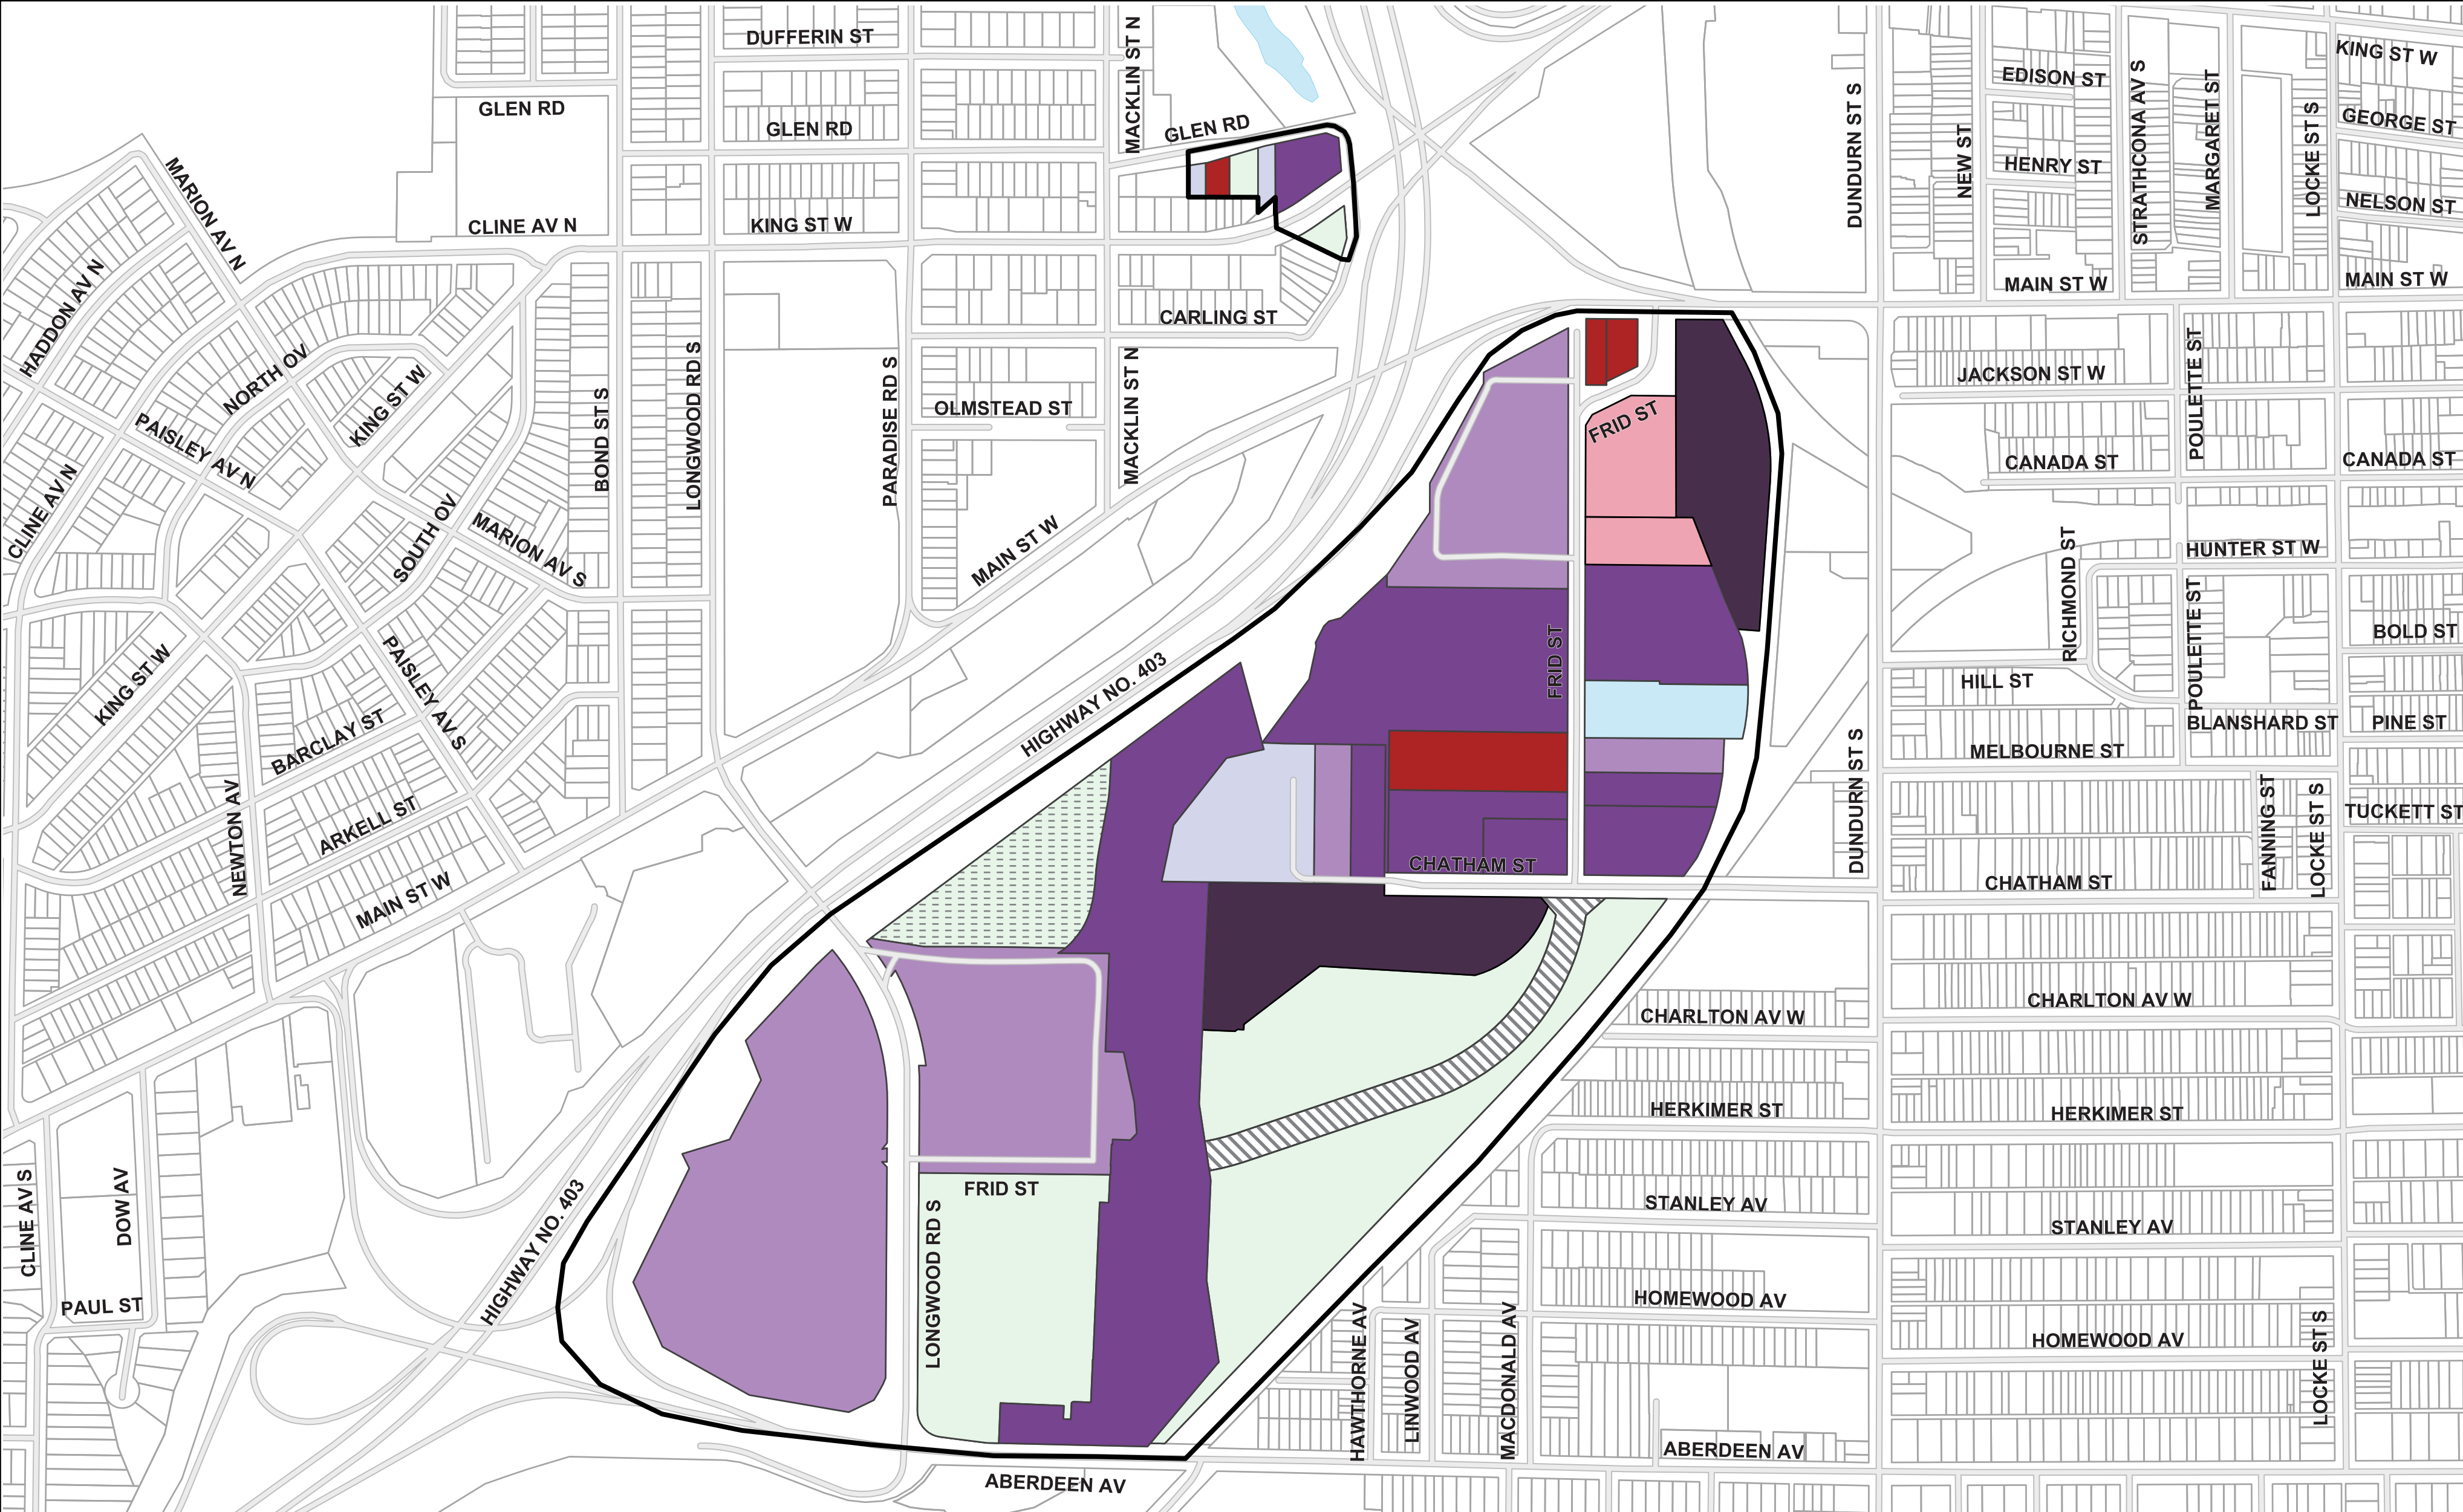 DUFFERIN ST
MACKLIN ST N
KING ST W
EDISON ST
GLEN RD
GLEN RD
GLEN RD
DUNDURN ST S
NEW ST
STRATHCONA AV S
MARGARET ST
LOCKE ST S
GEORGE ST
HENRY ST
NELSON ST
MARION AV N
CLINE AV N
KING ST W
MAIN ST W
MAIN ST W
HADDON AV N
CARLING ST
NORTH OV
KING ST W
PAISLEY AV N
BOND ST S
LONGWOOD RD S
PARADISE RD S
MACKLIN ST N
OLMSTEAD ST
FRID ST
JACKSON ST W
POULETTE ST
CANADA ST
CANADA ST
CLINE AV N
SOUTH OV
MARION AV S
MAIN ST W
RICHMOND ST
HUNTER ST W
BOLD ST
KING ST W
PAISLEY AV S
HIGHWAY NO. 403
FRID ST
HILL ST
POULETTE ST
BLANSHARD ST
PINE ST
BARCLAY ST
MELBOURNE ST
DUNDURN ST S
NEWTON AV
ARKELL ST
FANNING ST
LOCKE ST S
TUCKETT ST
CHATHAM ST
CHATHAM ST
MAIN ST W
CHARLTON AV W
CHARLTON AV W
HERKIMER ST
HERKIMER ST
CLINE AV S
DOW AV
FRID ST
STANLEY AV
STANLEY AV
HIGHWAY NO. 403
LONGWOOD RD S
PAUL ST
HOMEWOOD AV
HOMEWOOD AV
HAWTHORNE AV
LINWOOD AV
MACDONALD AV
LOCKE ST S
ABERDEEN AV
ABERDEEN AV